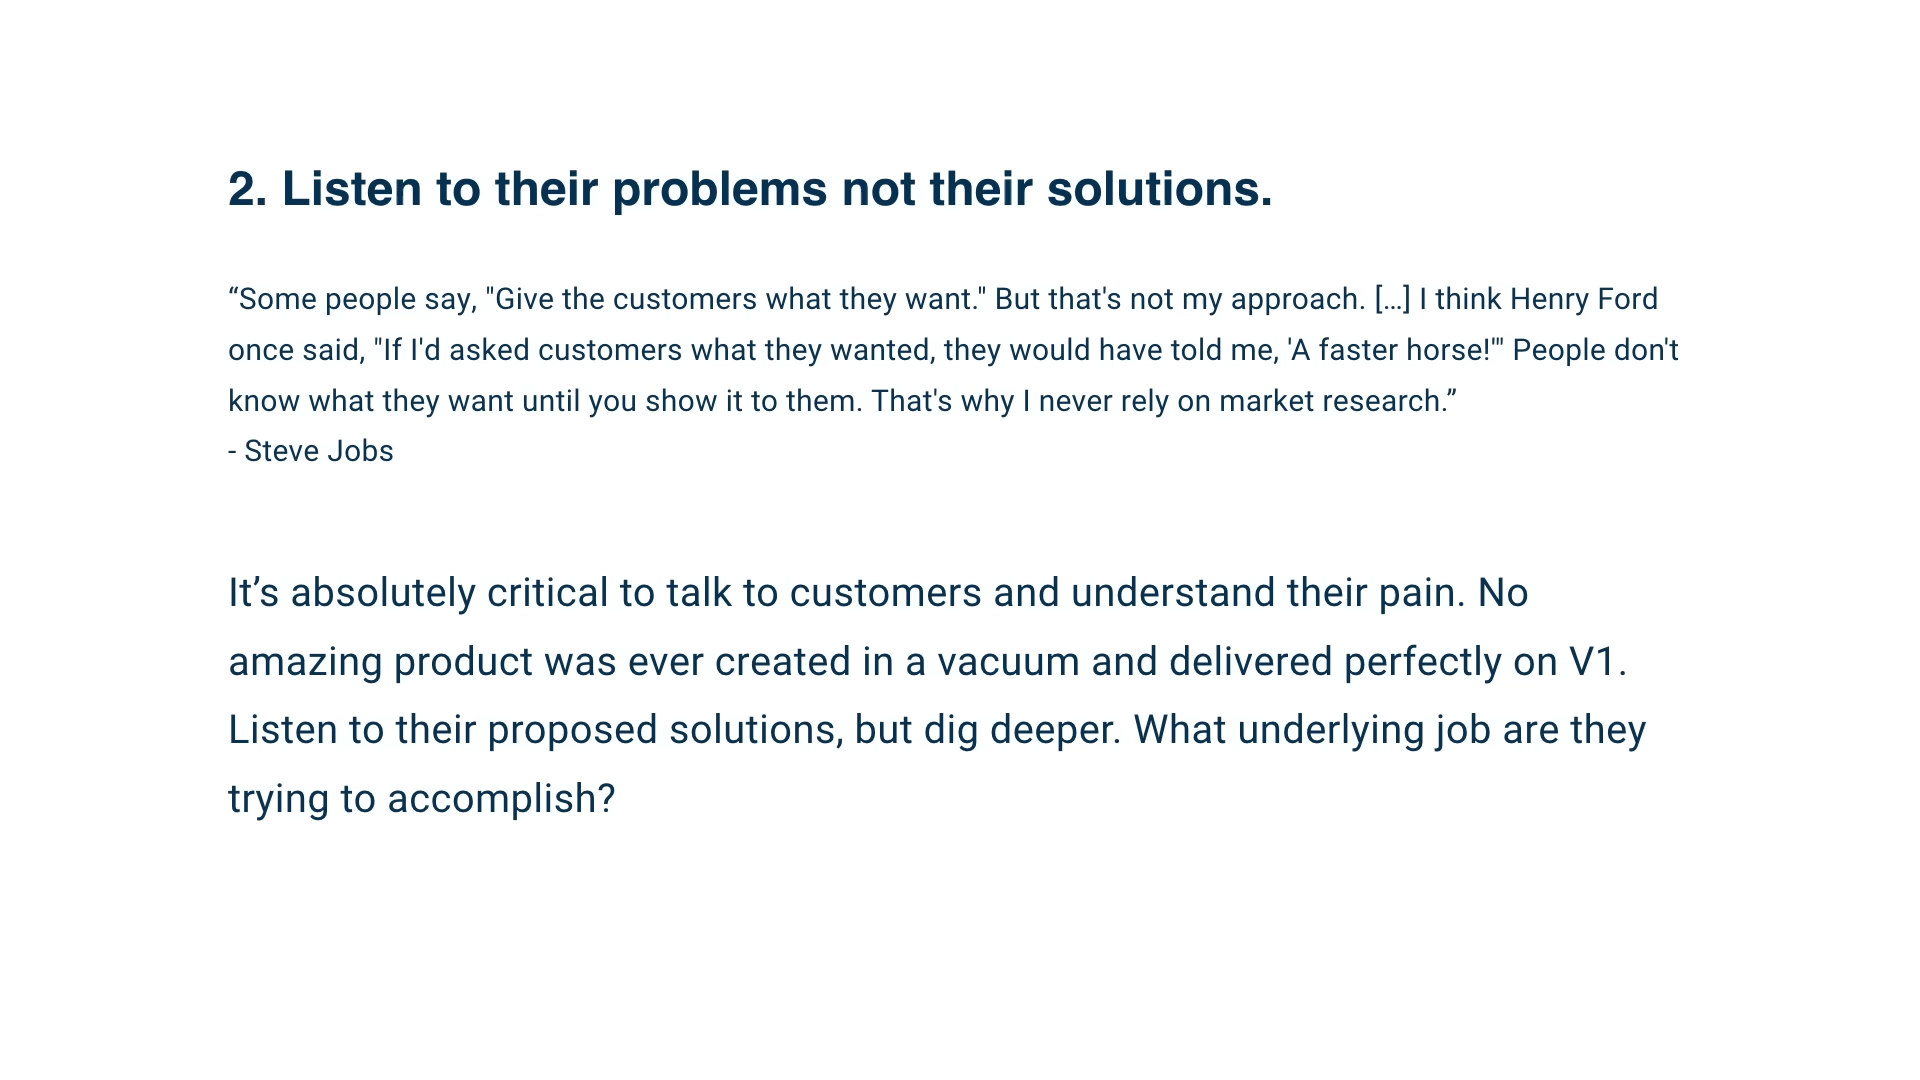 2. Listen to their problems not their solutions.
“Some people say, "Give the customers what they want." But that's not my approach. […] I think Henry Ford
once said, "If I'd asked customers what they wanted, they would have told me, 'A faster horse!'" People don't
know what they want until you show it to them. That's why I never rely on market research.”
- Steve Jobs
It’s absolutely critical to talk to customers and understand their pain. No
amazing product was ever created in a vacuum and delivered perfectly on V1.
Listen to their proposed solutions, but dig deeper. What underlying job are they
trying to accomplish?